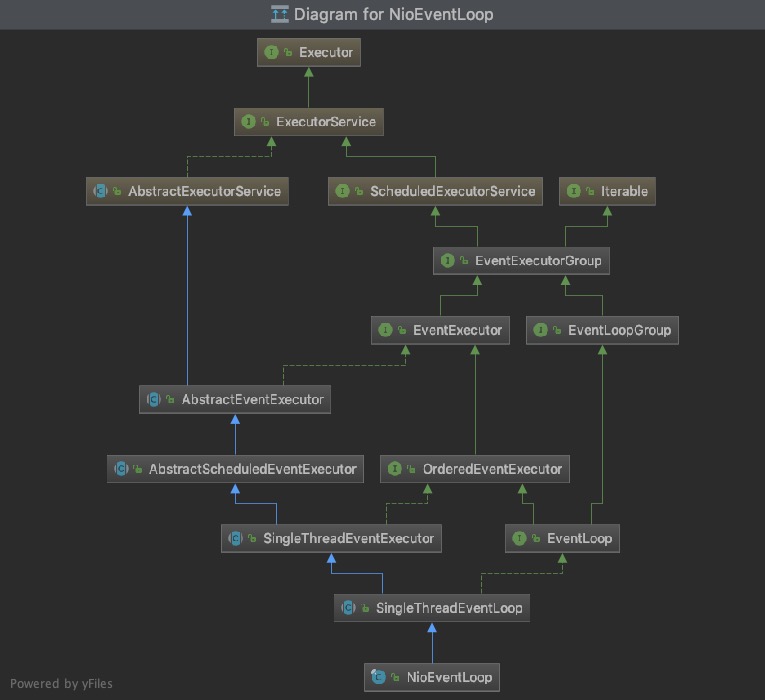 Diagram for NioEventLoop
Executor
ExecutorService
AbstractExecutorService
ScheduledExecutorService
Iterable
EventExecutorGroup
EventExecutor
EventLoopGroup
AbstractEventExecutor
AbstractScheduledEventExecutor
OrderedEventExecutor
SingleThreadEventExecutor
EventLoop
SingleThreadEventLoop
NioEventLoop
Powered by yFiles